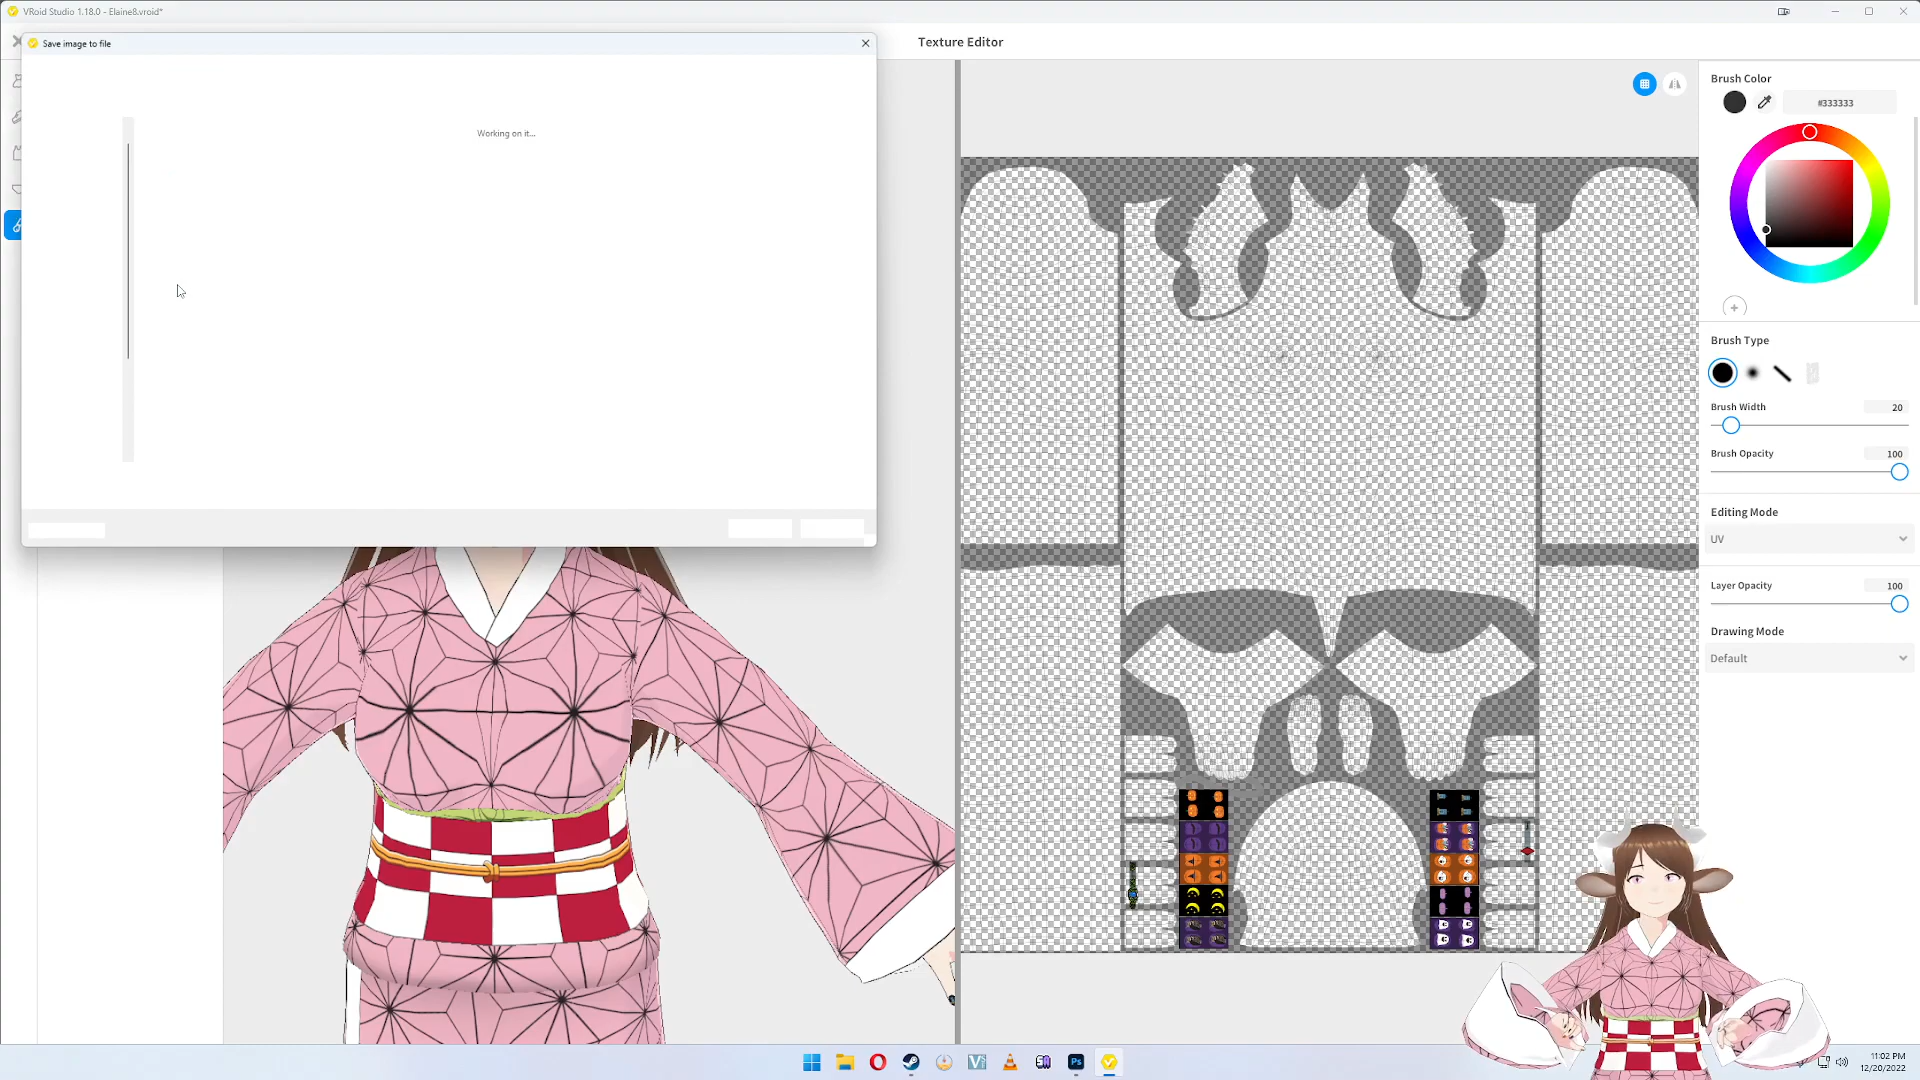 VRoid Studio 1.18.0 - Elaine8.vroid*
Save image to file
Texture Editor
Working on it...
Brush Color
#333333
Brush Type
Brush Width
20
Brush Opacity
100
Editing Mode
UV
Layer Opacity
100
Drawing Mode
Default
Ps
11:02 PM
12/20/2022